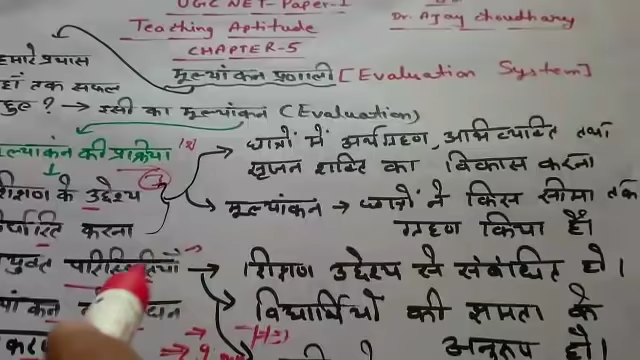 UGC NET-Paper-I
Dr. Ajay choudhary
Teaching Aptitude
CHAPTER-5
मूल्यांकन प्रणाली [Evaluation System]
हमारे प्रयास
हाँ तक सफल
हुए ? → इसी का मूल्यांकन (Evaluation)
ल्यांकन की प्रक्रिया
→ छात्रों में अर्थग्रहण, अभिव्यक्ति तथा
सृजन शक्ति का विकास करना
शिक्षण के उद्देश्य
र्धारित करना
मूल्यांकन → छात्रों ने किस सीमा तक
ग्रहण किया है।
युक्त परिस्थितियाँ → शिक्षण उद्देश्य से संबंधित हो।
विद्यार्थियों की क्षमता के
अनुरूप हो।